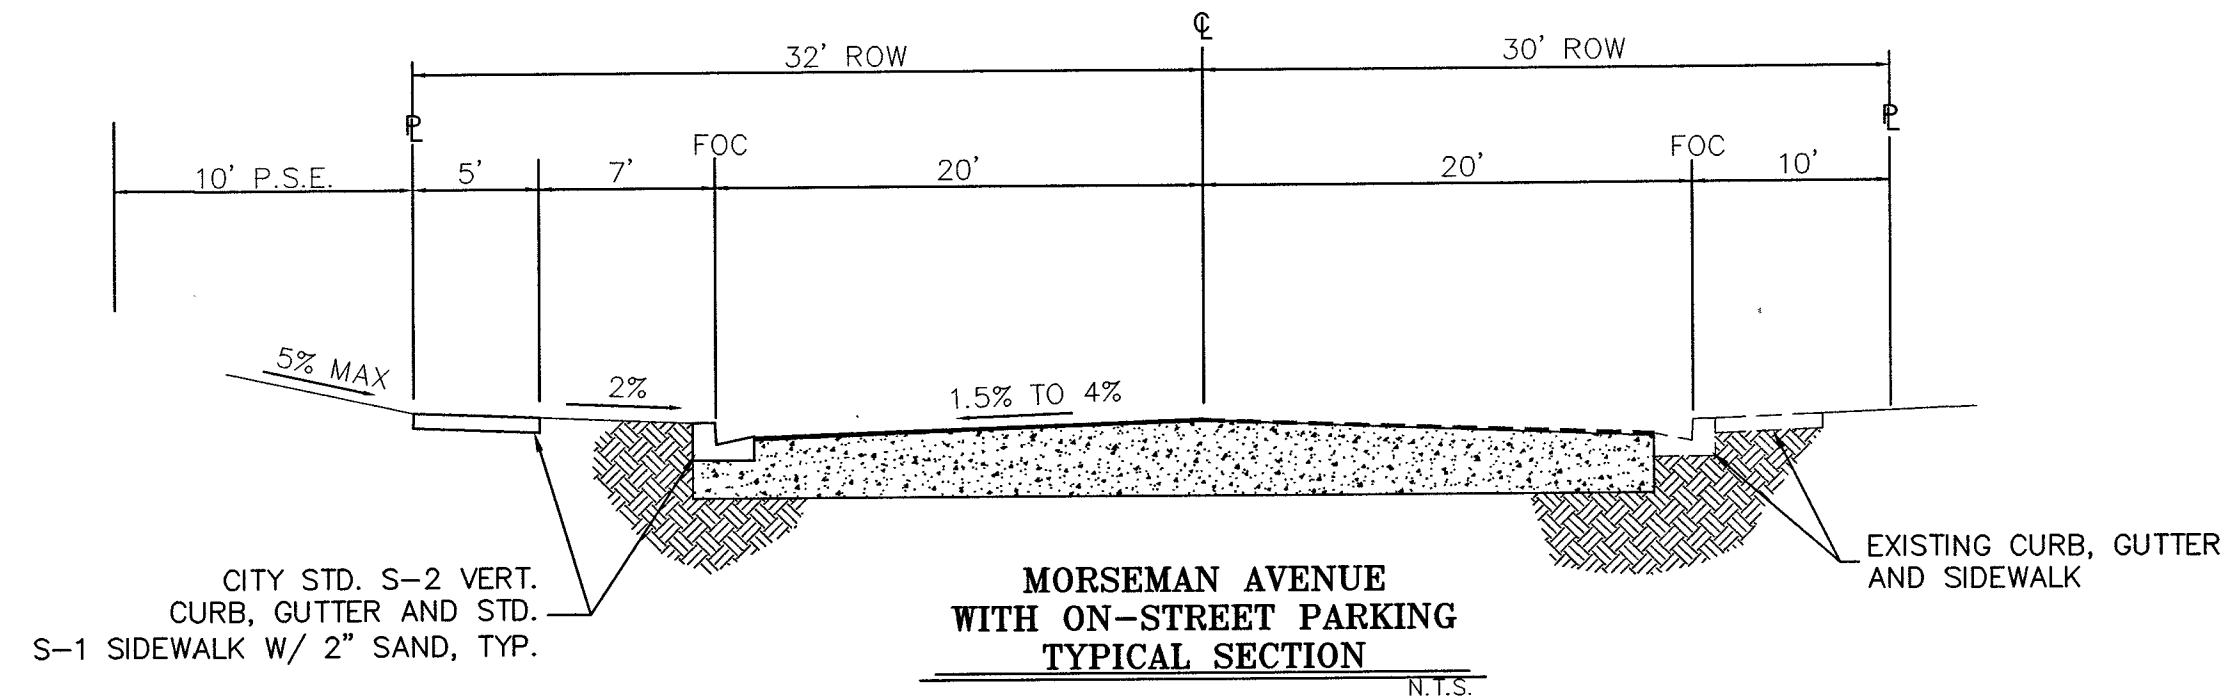 ℄
32' ROW
30' ROW
ℙL
ℙL
FOC
FOC
10' P.S.E.
5'
7'
20'
20'
10'
5% MAX
2%
1.5% TO 4%
CITY STD. S-2 VERT.
CURB, GUTTER AND STD.
S-1 SIDEWALK W/ 2" SAND, TYP.
EXISTING CURB, GUTTER
AND SIDEWALK
MORSEMAN AVENUE
WITH ON-STREET PARKING
TYPICAL SECTION
N.T.S.